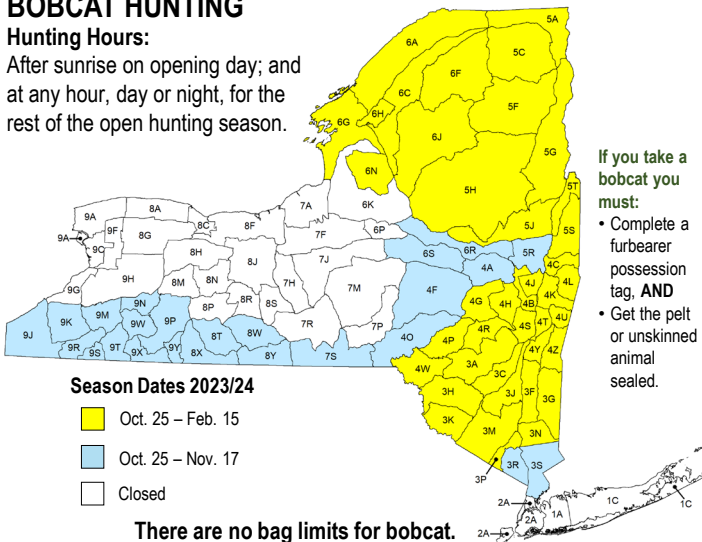 BOBCAT HUNTING
Hunting Hours:
After sunrise on opening day; and
at any hour, day or night, for the
rest of the open hunting season.
5A
6A
5C
6F
6C
5F
6H
6G
6J
5G
6N
5H
5T
7A
6K
9A
8A
8C
8F
9F
8G
7F
6P
5J
5S
9A
9C
8H
8J
7J
6S
6R
5R
4A
4C
9G
9H
8M
8N
7H
7M
4F
4J
4L
9N
8P
8R
8S
4G
4H
4B
4K
9J
9K
9M
9W
9P
7R
7P
4R
4S
4T
4U
8T
8W
4O
4P
9R
9S
9T
9X
9Y
8X
8Y
7S
4W
3A
3C
4Y
4Z
3H
3J
3F
3G
3K
3M
3N
3P
3R
3S
2A
2A
2A
1A
1C
1C
If you take a
bobcat you
must:
• Complete a
furbearer
possession
tag, AND
• Get the pelt
or unskinned
animal
sealed.
Season Dates 2023/24
Oct. 25 – Feb. 15
Oct. 25 – Nov. 17
Closed
There are no bag limits for bobcat.